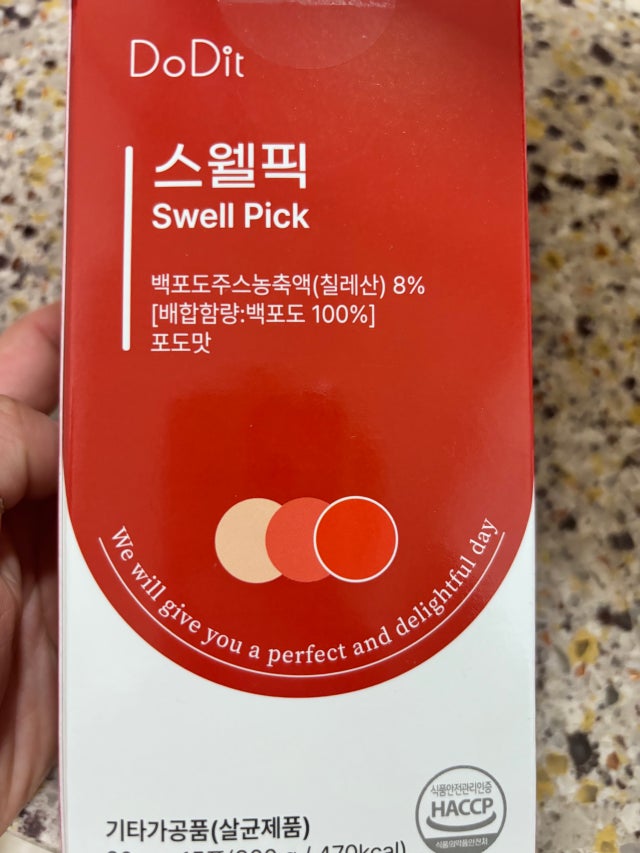 DoDit
스웰픽
Swell Pick
백포도주스농축액(칠레산) 8%
[배합함량:백포도 100%]
포도맛
We will give you a perfect and delightful day
식품안전관리인증
HACCP
식품의약품안전처
기타가공품(살균제품)
470kcal)